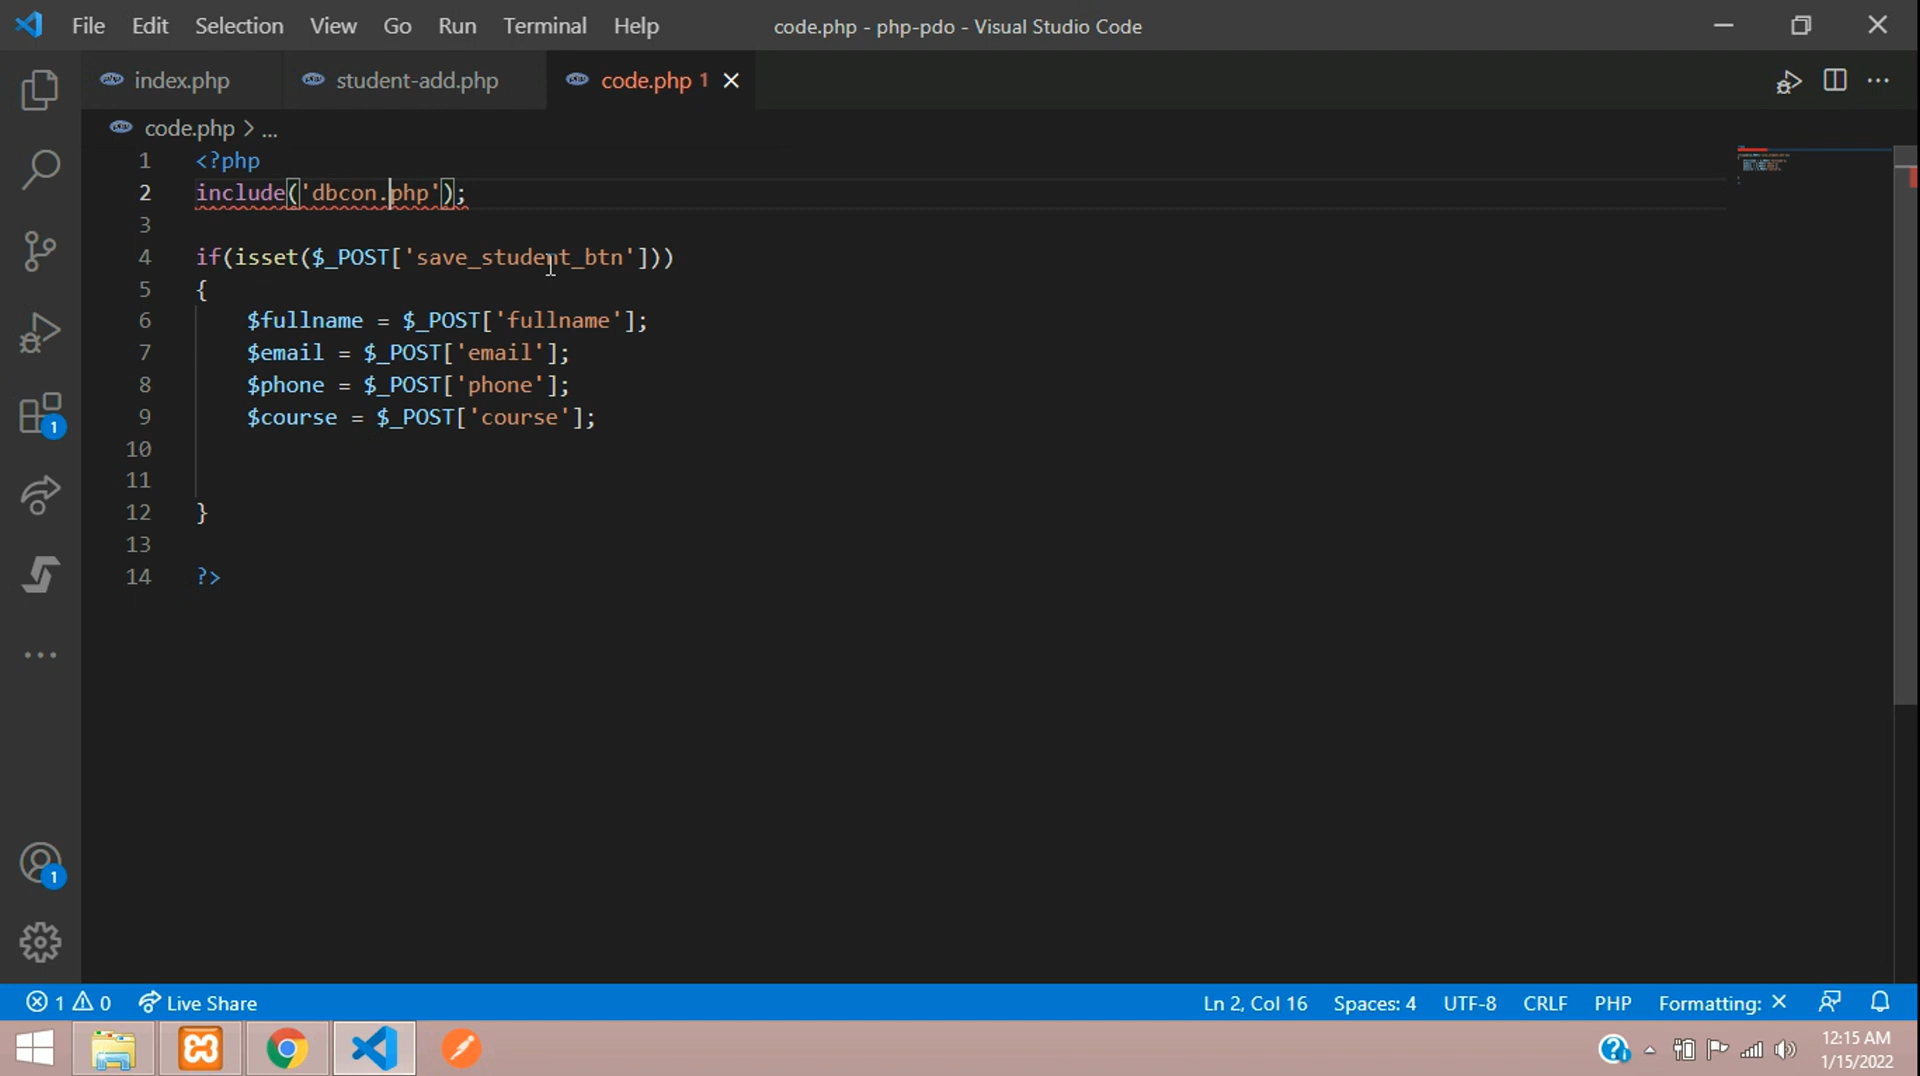 File Edit Selection View Go Run Terminal Help code.php - php-pdo - Visual Studio Code
index.php student-add.php code.php 1
code.php > ...
1 <?php
2 include('dbcon.php');
3
4 if(isset($_POST['save_student_btn']))
5 {
6 $fullname = $_POST['fullname'];
7 $email = $_POST['email'];
8 $phone = $_POST['phone'];
9 $course = $_POST['course'];
10
11
12 }
13
14 ?>
1
1
1 0 Live Share Ln 2, Col 16 Spaces: 4 UTF-8 CRLF PHP Formatting: ×
12:15 AM
1/15/2022